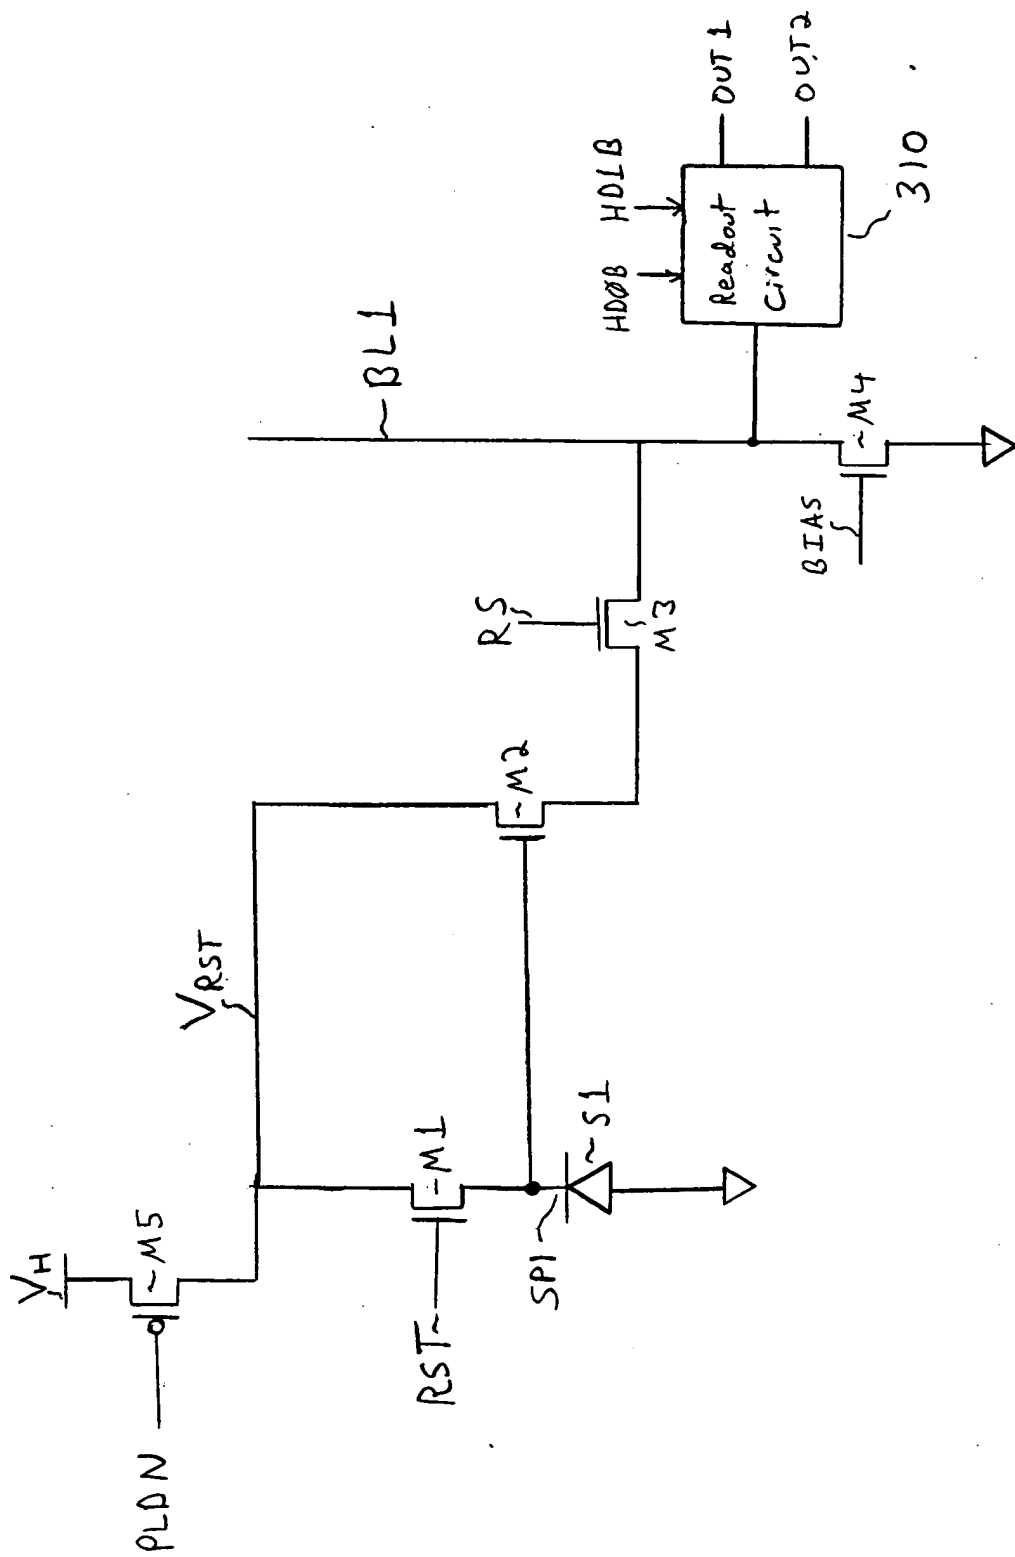 PLDN
VH
M5
VRST
RST
M1
SP1
S1
M2
RS
M3
BL1
BIAS
M4
HD0B
HD1B
Readout
Circuit
OUT1
OUT2
310